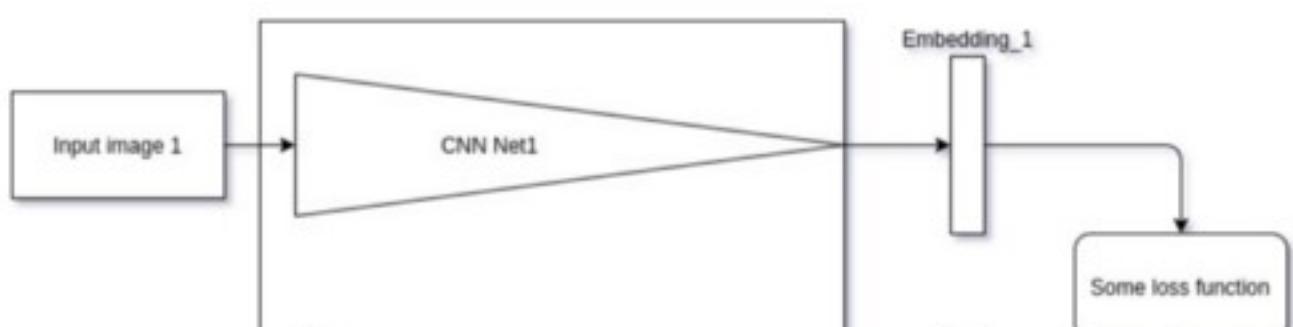 Embedding_1
Input image 1
CNN Net1
Some loss function